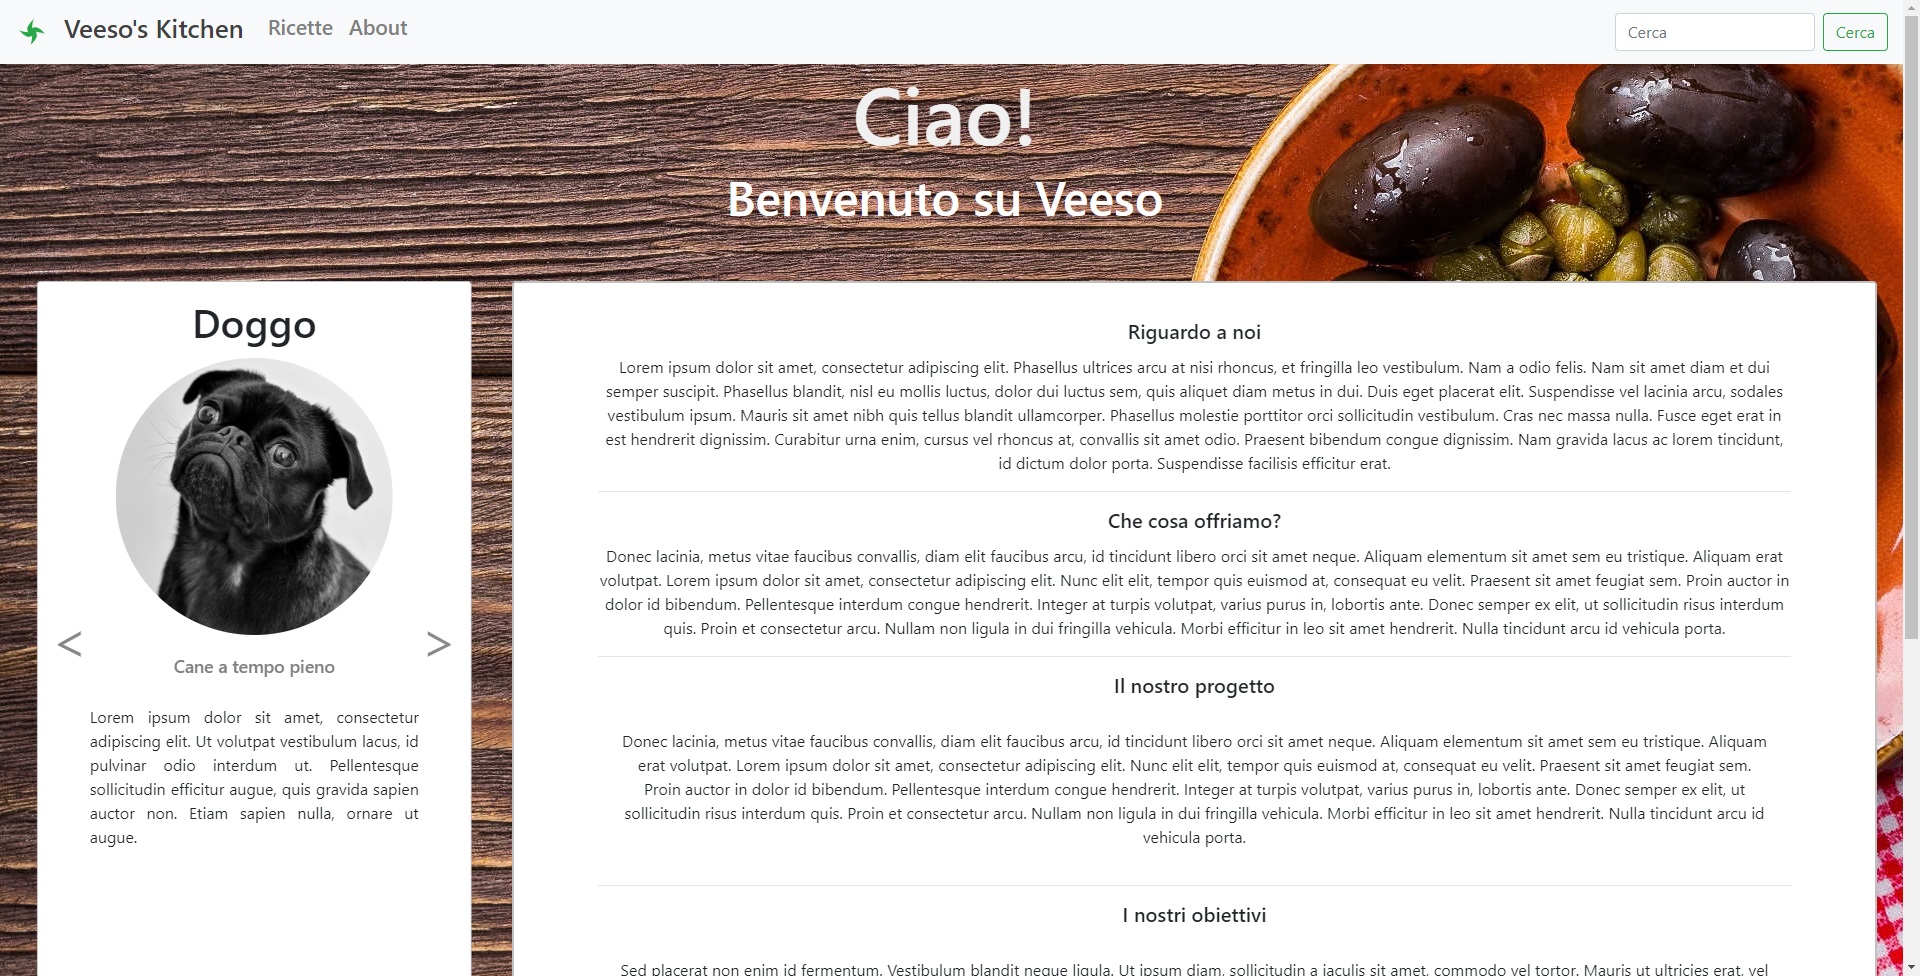 Veeso's Kitchen
Ricette
About
Cerca
Cerca
Ciao!
Benvenuto su Veeso
Doggo
<
>
Cane a tempo pieno
Lorem ipsum dolor sit amet, consectetur
adipiscing elit. Ut volutpat vestibulum lacus, id
pulvinar odio interdum ut. Pellentesque
sollicitudin efficitur augue, quis gravida sapien
auctor non. Etiam sapien nulla, ornare ut
augue.
Riguardo a noi
Lorem ipsum dolor sit amet, consectetur adipiscing elit. Phasellus ultrices arcu at nisi rhoncus, et fringilla leo vestibulum. Nam a odio felis. Nam sit amet diam et dui
semper suscipit. Phasellus blandit, nisl eu mollis luctus, dolor dui luctus sem, quis aliquet diam metus in dui. Duis eget placerat elit. Suspendisse vel lacinia arcu, sodales
vestibulum ipsum. Mauris sit amet nibh quis tellus blandit ullamcorper. Phasellus molestie porttitor orci sollicitudin vestibulum. Cras nec massa nulla. Fusce eget erat in
est hendrerit dignissim. Curabitur urna enim, cursus vel rhoncus at, convallis sit amet odio. Praesent bibendum congue dignissim. Nam gravida lacus ac lorem tincidunt,
id dictum dolor porta. Suspendisse facilisis efficitur erat.
Che cosa offriamo?
Donec lacinia, metus vitae faucibus convallis, diam elit faucibus arcu, id tincidunt libero orci sit amet neque. Aliquam elementum sit amet sem eu tristique. Aliquam erat
volutpat. Lorem ipsum dolor sit amet, consectetur adipiscing elit. Nunc elit elit, tempor quis euismod at, consequat eu velit. Praesent sit amet feugiat sem. Proin auctor in
dolor id bibendum. Pellentesque interdum congue hendrerit. Integer at turpis volutpat, varius purus in, lobortis ante. Donec semper ex elit, ut sollicitudin risus interdum
quis. Proin et consectetur arcu. Nullam non ligula in dui fringilla vehicula. Morbi efficitur in leo sit amet hendrerit. Nulla tincidunt arcu id vehicula porta.
Il nostro progetto
Donec lacinia, metus vitae faucibus convallis, diam elit faucibus arcu, id tincidunt libero orci sit amet neque. Aliquam elementum sit amet sem eu tristique. Aliquam
erat volutpat. Lorem ipsum dolor sit amet, consectetur adipiscing elit. Nunc elit elit, tempor quis euismod at, consequat eu velit. Praesent sit amet feugiat sem.
Proin auctor in dolor id bibendum. Pellentesque interdum congue hendrerit. Integer at turpis volutpat, varius purus in, lobortis ante. Donec semper ex elit, ut
sollicitudin risus interdum quis. Proin et consectetur arcu. Nullam non ligula in dui fringilla vehicula. Morbi efficitur in leo sit amet hendrerit. Nulla tincidunt arcu id
vehicula porta.
I nostri obiettivi
Sed placerat non enim id fermentum. Vestibulum blandit neque ligula. Ut ipsum diam, sollicitudin a iaculis sit amet, commodo vel tortor. Mauris ut ultricies erat, vel